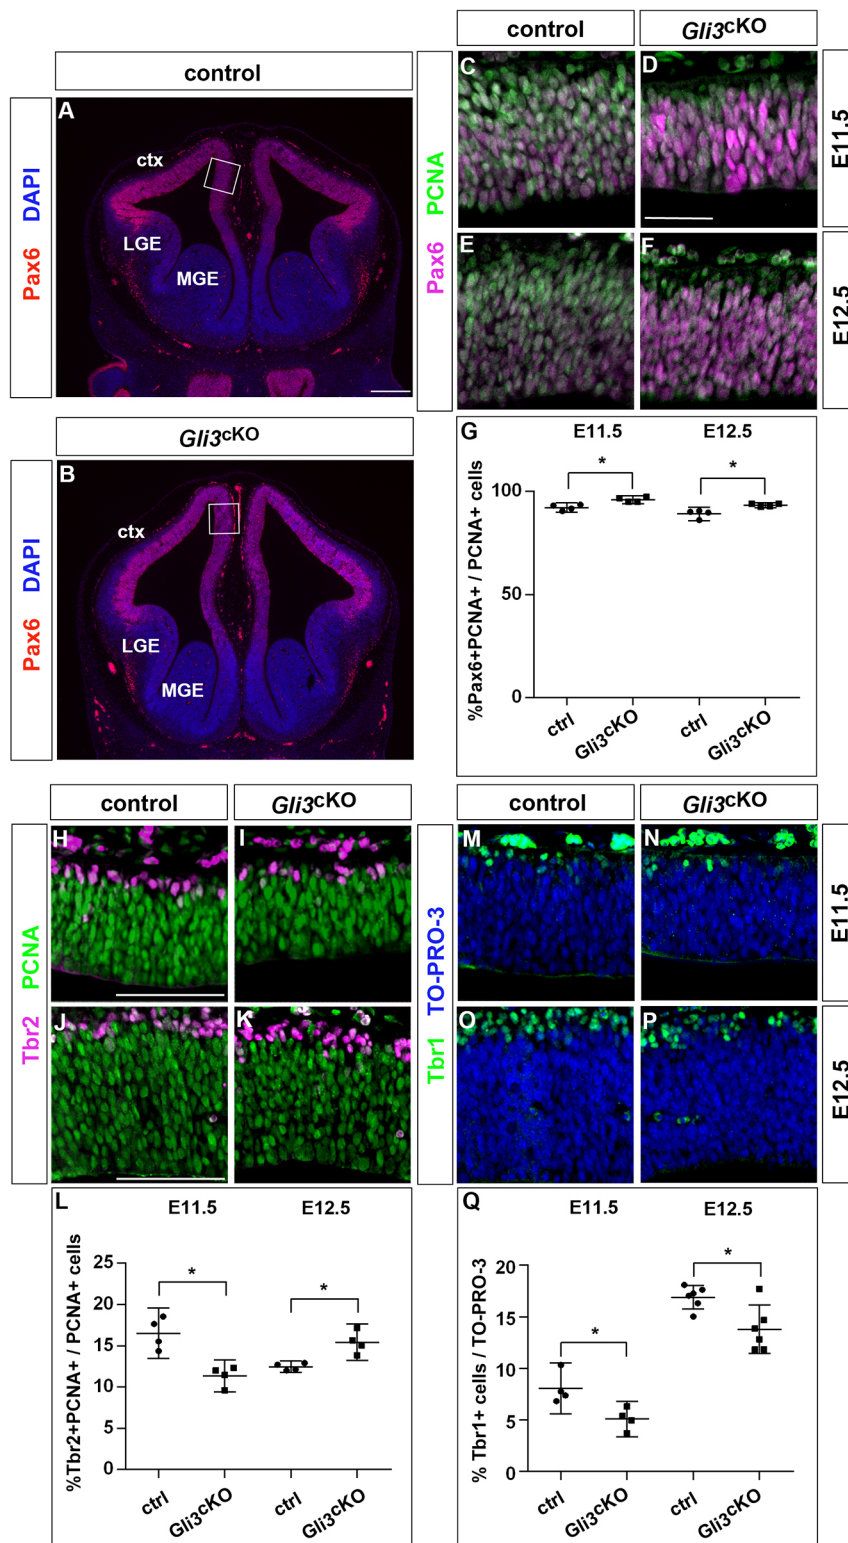 control
Pax6 DAPI
A
ctx
LGE
MGE
Gli3cKO
Pax6 DAPI
B
ctx
LGE
MGE
control
Gli3cKO
Pax6 PCNA
C
D
E11.5
E
F
E12.5
G
E11.5
E12.5
*
*
%Pax6+PCNA+ / PCNA+ cells
100
50
0
ctrl
Gli3cKO
ctrl
Gli3cKO
control
Gli3cKO
Tbr2 PCNA
H
I
J
K
control
Gli3cKO
Tbr1 TO-PRO-3
M
N
E11.5
O
P
E12.5
L
E11.5
E12.5
*
*
%Tbr2+PCNA+ / PCNA+ cells
25
20
15
10
5
0
ctrl
Gli3cKO
ctrl
Gli3cKO
Q
E11.5
E12.5
*
*
% Tbr1+ cells / TO-PRO-3
20
15
10
5
0
ctrl
Gli3cKO
ctrl
Gli3cKO